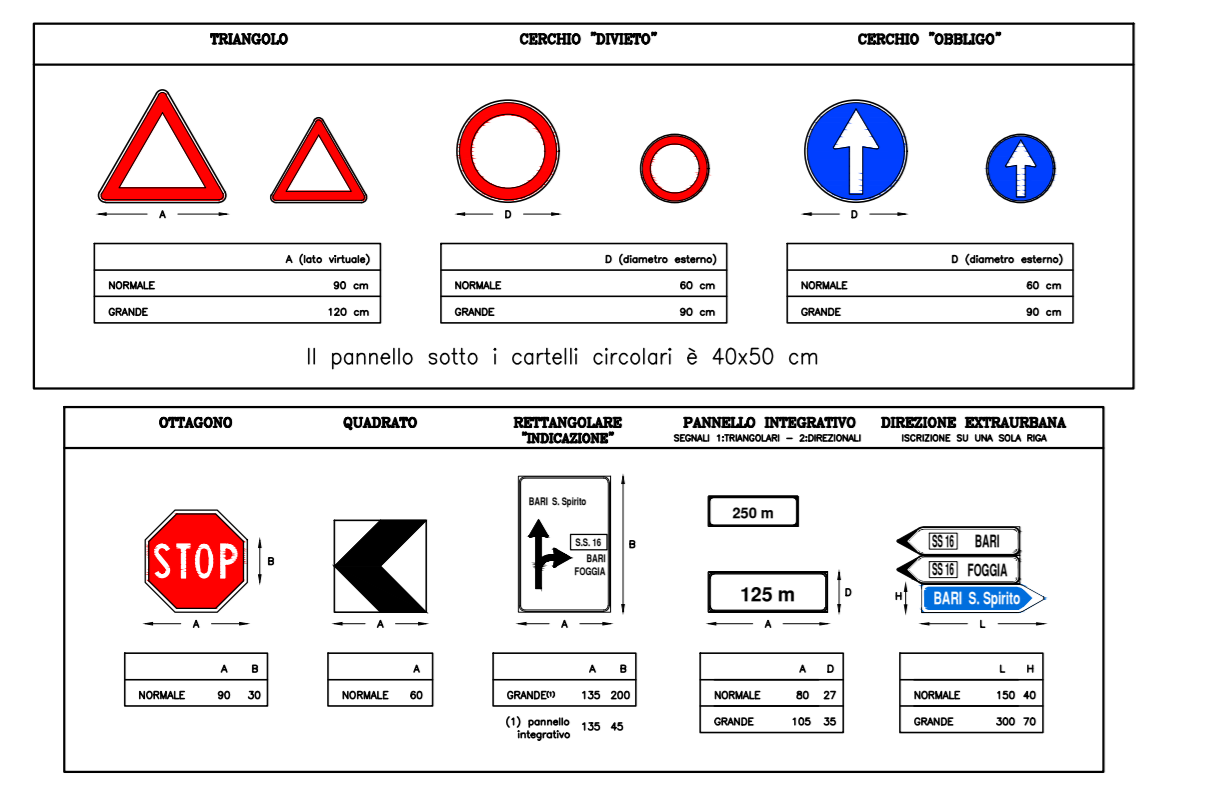 TRIANGOLO
CERCHIO "DIVIETO"
CERCHIO "OBBLIGO"
A
D
D
A (lato virtuale)
NORMALE 90 cm
GRANDE 120 cm
D (diametro esterno)
NORMALE 60 cm
GRANDE 90 cm
D (diametro esterno)
NORMALE 60 cm
GRANDE 90 cm
Il pannello sotto i cartelli circolari è 40x50 cm
OTTAGONO
QUADRATO
RETTANGOLARE
"INDICAZIONE"
PANNELLO INTEGRATIVO
SEGNALI 1:TRIANGOLARI - 2:DIREZIONALI
DIREZIONE EXTRAURBANA
ISCRIZIONE SU UNA SOLA RIGA
STOP
B
A
A
BARI S. Spirito
S.S. 16
BARI
FOGGIA
B
A
250 m
125 m
D
A
SS 16 BARI
SS 16 FOGGIA
BARI S. Spirito
H
L
A B
NORMALE 90 30
A
NORMALE 60
A B
GRANDE(1) 135 200
(1) pannello
integrativo 135 45
A D
NORMALE 80 27
GRANDE 105 35
L H
NORMALE 150 40
GRANDE 300 70